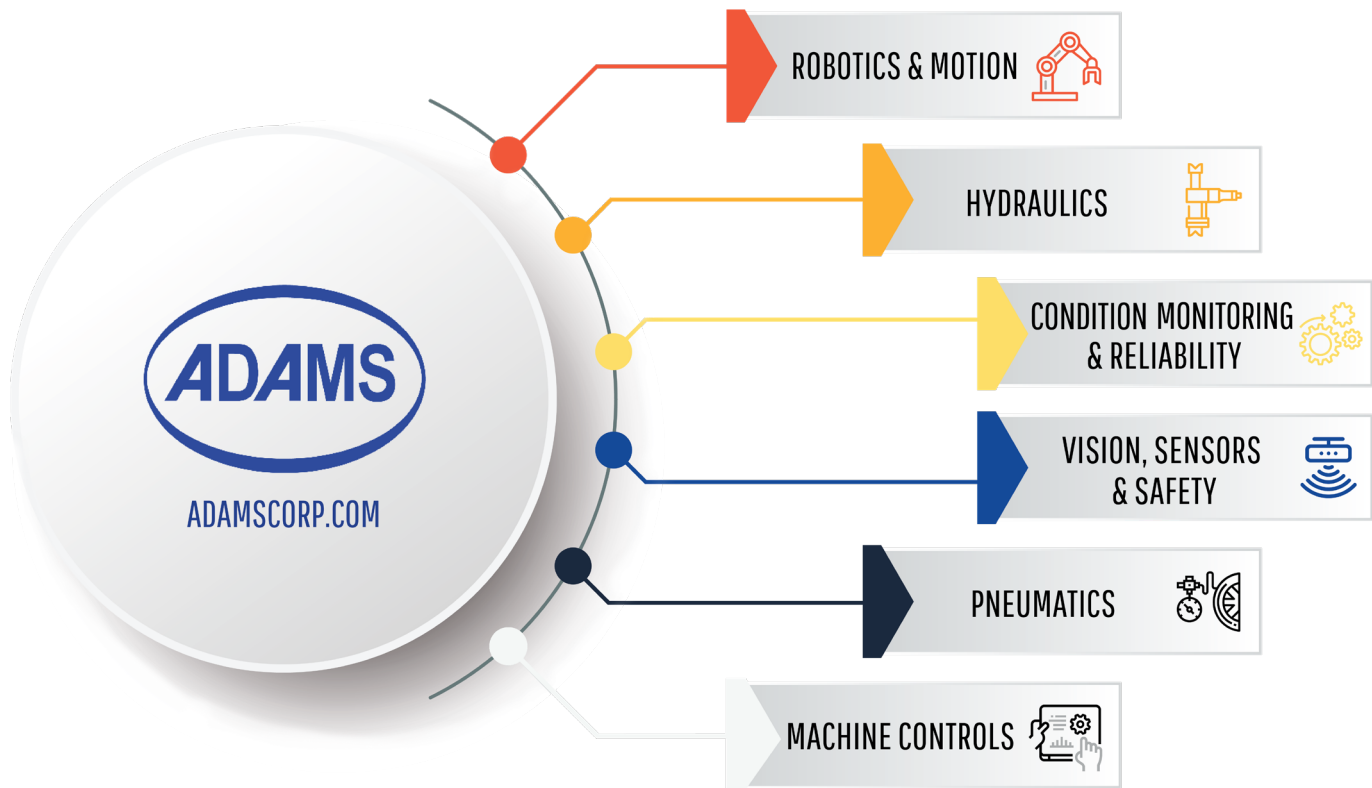 ADAMS
ADAMSCORP.COM
ROBOTICS & MOTION
HYDRAULICS
CONDITION MONITORING
& RELIABILITY
VISION, SENSORS
& SAFETY
PNEUMATICS
MACHINE CONTROLS